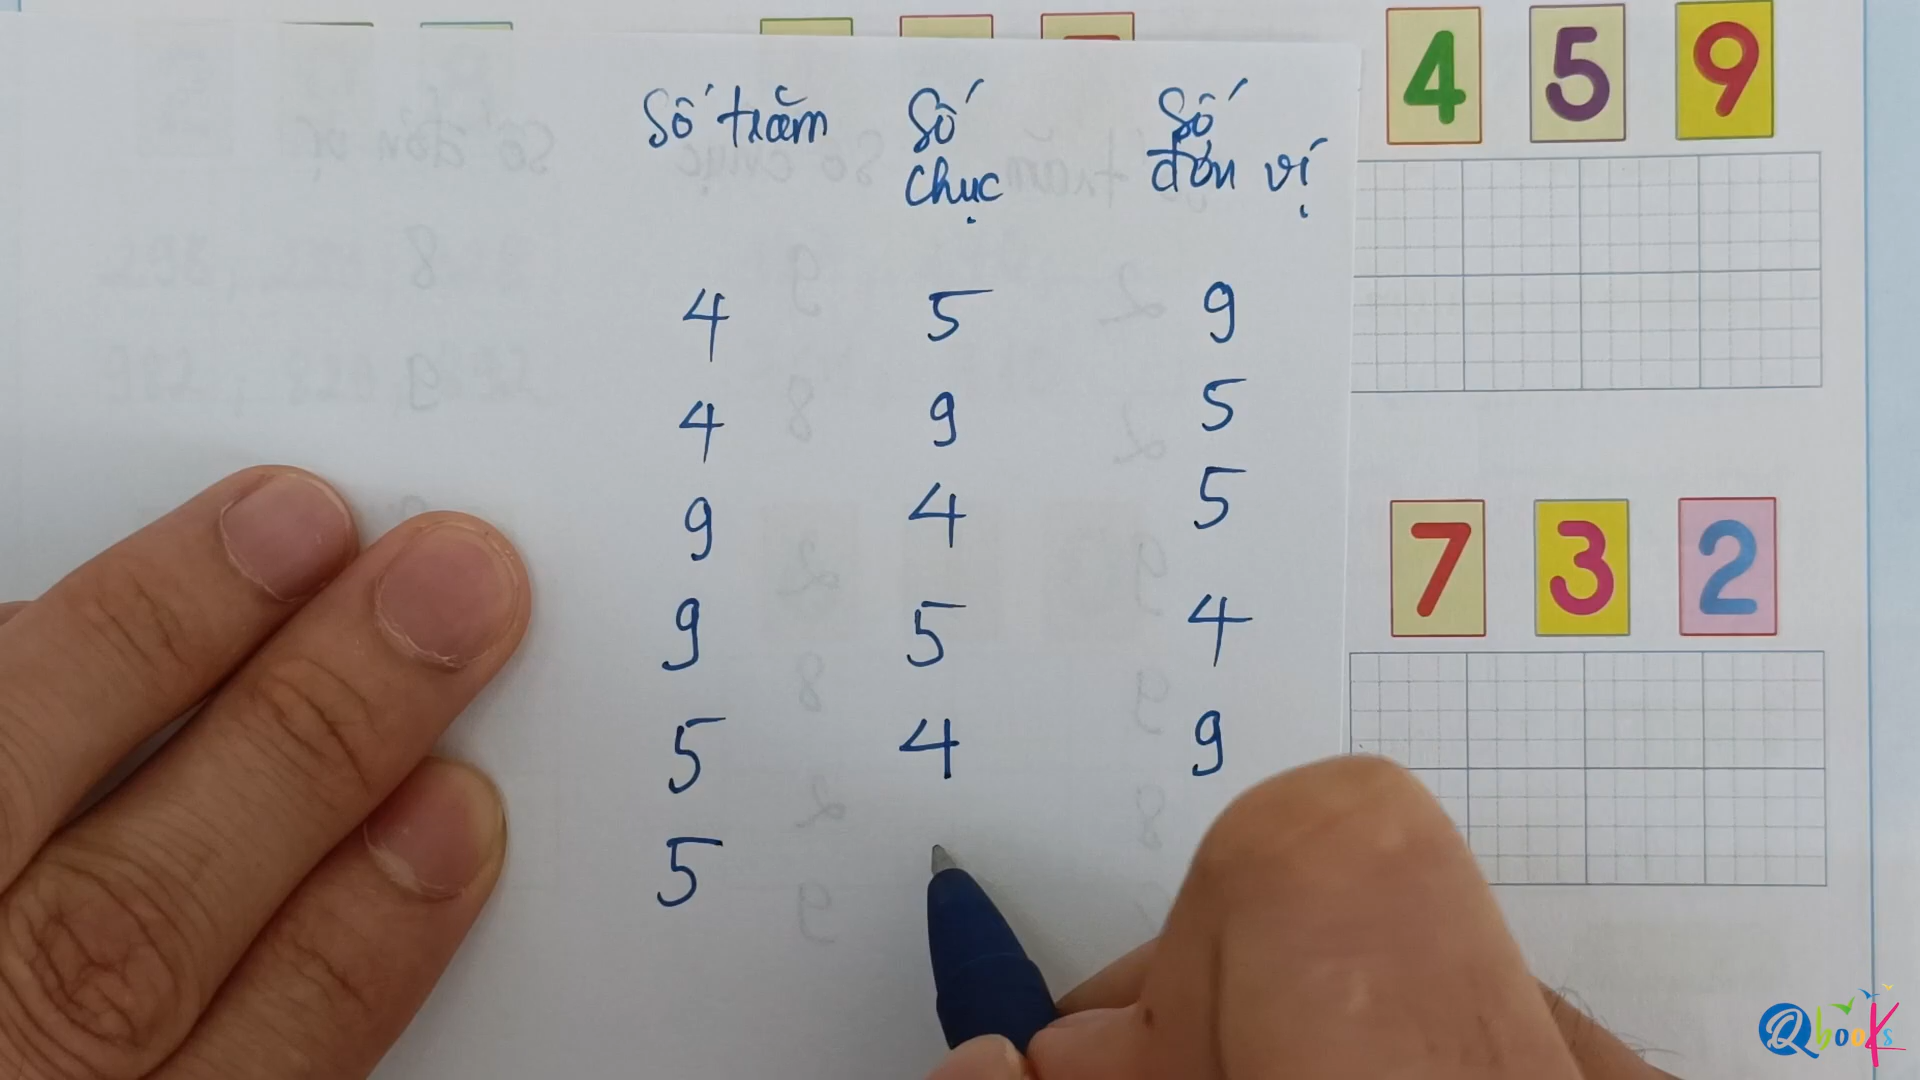 Số trăm Số chục Số đơn vị
4 5 9
4 9 5
9 4 5
9 5 4
5 4 9
5
4 5 9
7 3 2
Qbooks